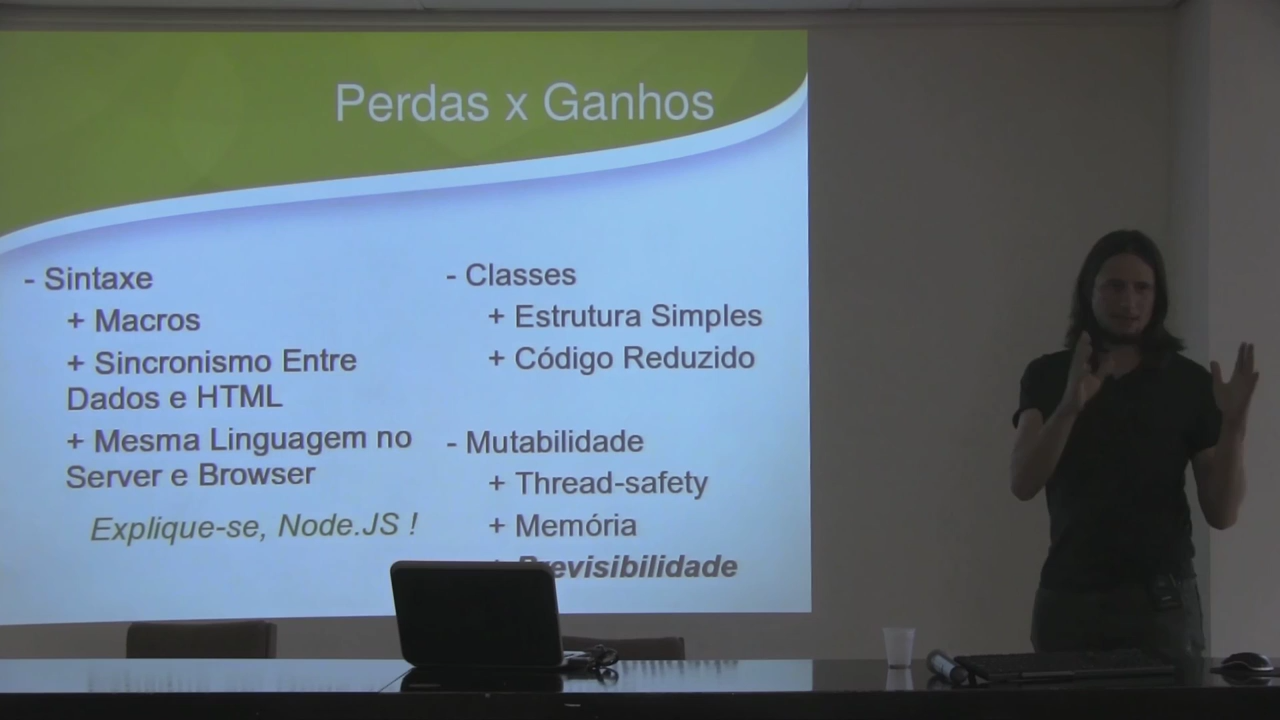 Perdas x Ganhos
- Sintaxe
+ Macros
+ Sincronismo Entre
Dados e HTML
+ Mesma Linguagem no
Server e Browser
Explique-se, Node.JS !
- Classes
+ Estrutura Simples
+ Código Reduzido
- Mutabilidade
+ Thread-safety
+ Memória
+ Previsibilidade